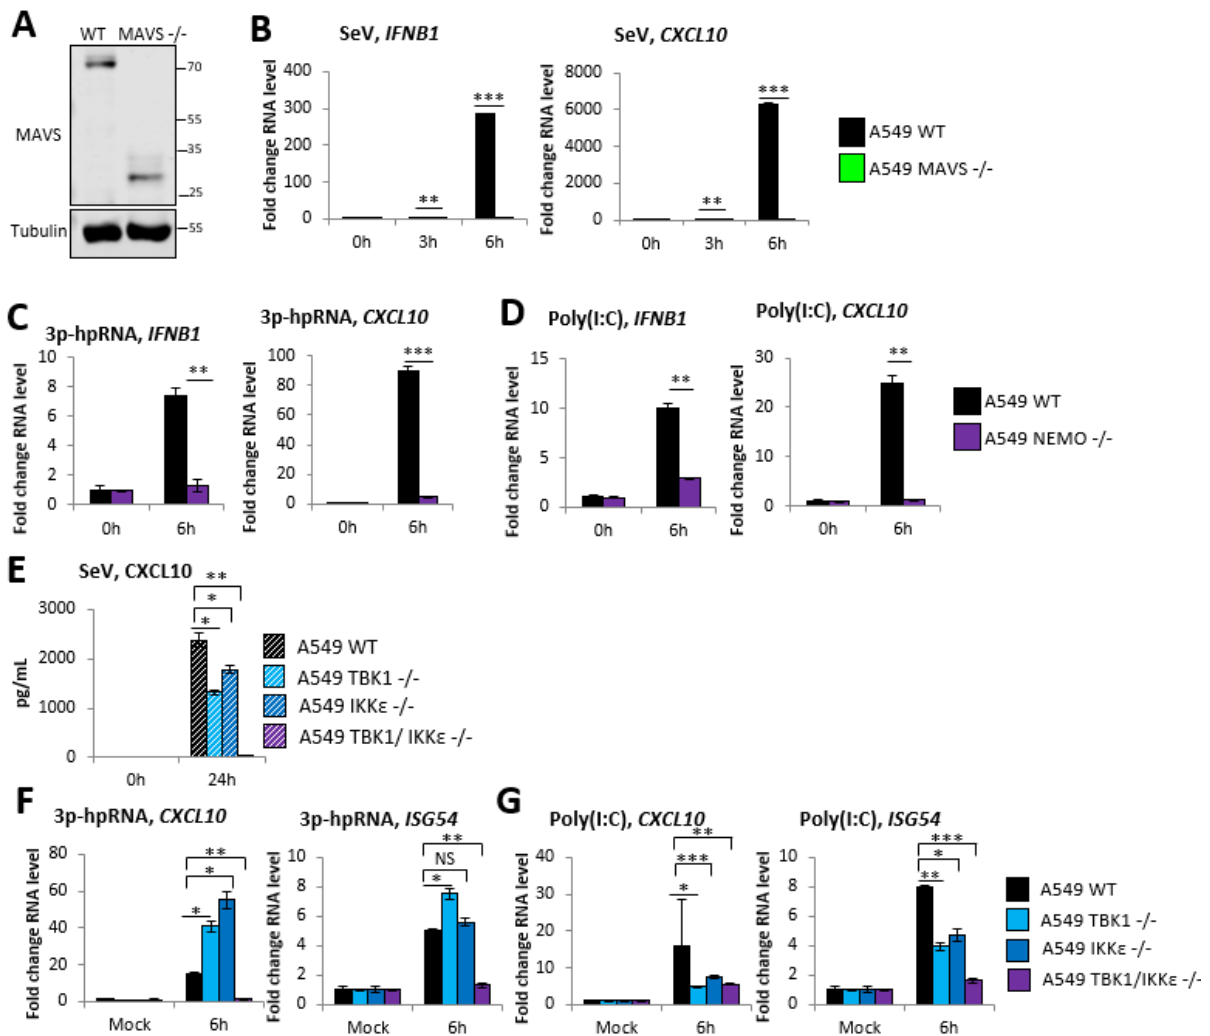 A
WT MAVS -/-
MAVS
70
55
55
35
25
Tubulin
55
B
SeV, IFNB1
Fold change RNA level
400
300
200
100
0
**
***
0h 3h 6h
SeV, CXCL10
Fold change RNA level
8000
6000
4000
2000
0
**
***
0h 3h 6h
A549 WT
A549 MAVS -/-
C
3p-hpRNA, IFNB1
Fold change RNA level
10
8
6
4
2
0
**
0h 6h
3p-hpRNA, CXCL10
Fold change RNA level
100
80
60
40
20
0
***
0h 6h
D
Poly(I:C), IFNB1
Fold change RNA level
15
10
5
0
**
0h 6h
Poly(I:C), CXCL10
Fold change RNA level
30
20
10
0
**
0h 6h
A549 WT
A549 NEMO -/-
E
SeV, CXCL10
pg/mL
3000
2000
1000
0
**
*
*
0h 24h
A549 WT
A549 TBK1 -/-
A549 IKKε -/-
A549 TBK1/ IKKε -/-
F
3p-hpRNA, CXCL10
Fold change RNA level
80
60
40
20
0
**
*
*
Mock 6h
3p-hpRNA, ISG54
Fold change RNA level
10
8
6
4
2
0
**
NS
*
Mock 6h
G
Poly(I:C), CXCL10
Fold change RNA level
40
30
20
10
0
**
***
*
Mock 6h
Poly(I:C), ISG54
Fold change RNA level
10
8
6
4
2
0
***
*
**
Mock 6h
A549 WT
A549 TBK1 -/-
A549 IKKε -/-
A549 TBK1/IKKε -/-